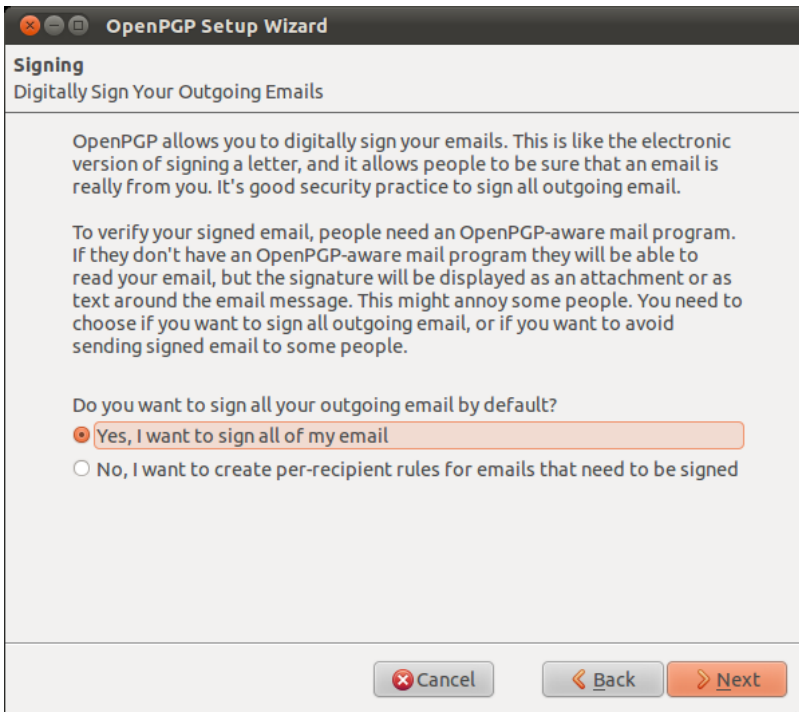 OpenPGP Setup Wizard
Signing
Digitally Sign Your Outgoing Emails
OpenPGP allows you to digitally sign your emails. This is like the electronic
version of signing a letter, and it allows people to be sure that an email is
really from you. It's good security practice to sign all outgoing email.
To verify your signed email, people need an OpenPGP-aware mail program.
If they don't have an OpenPGP-aware mail program they will be able to
read your email, but the signature will be displayed as an attachment or as
text around the email message. This might annoy some people. You need to
choose if you want to sign all outgoing email, or if you want to avoid
sending signed email to some people.
Do you want to sign all your outgoing email by default?
Yes, I want to sign all of my email
No, I want to create per-recipient rules for emails that need to be signed
Cancel Back Next